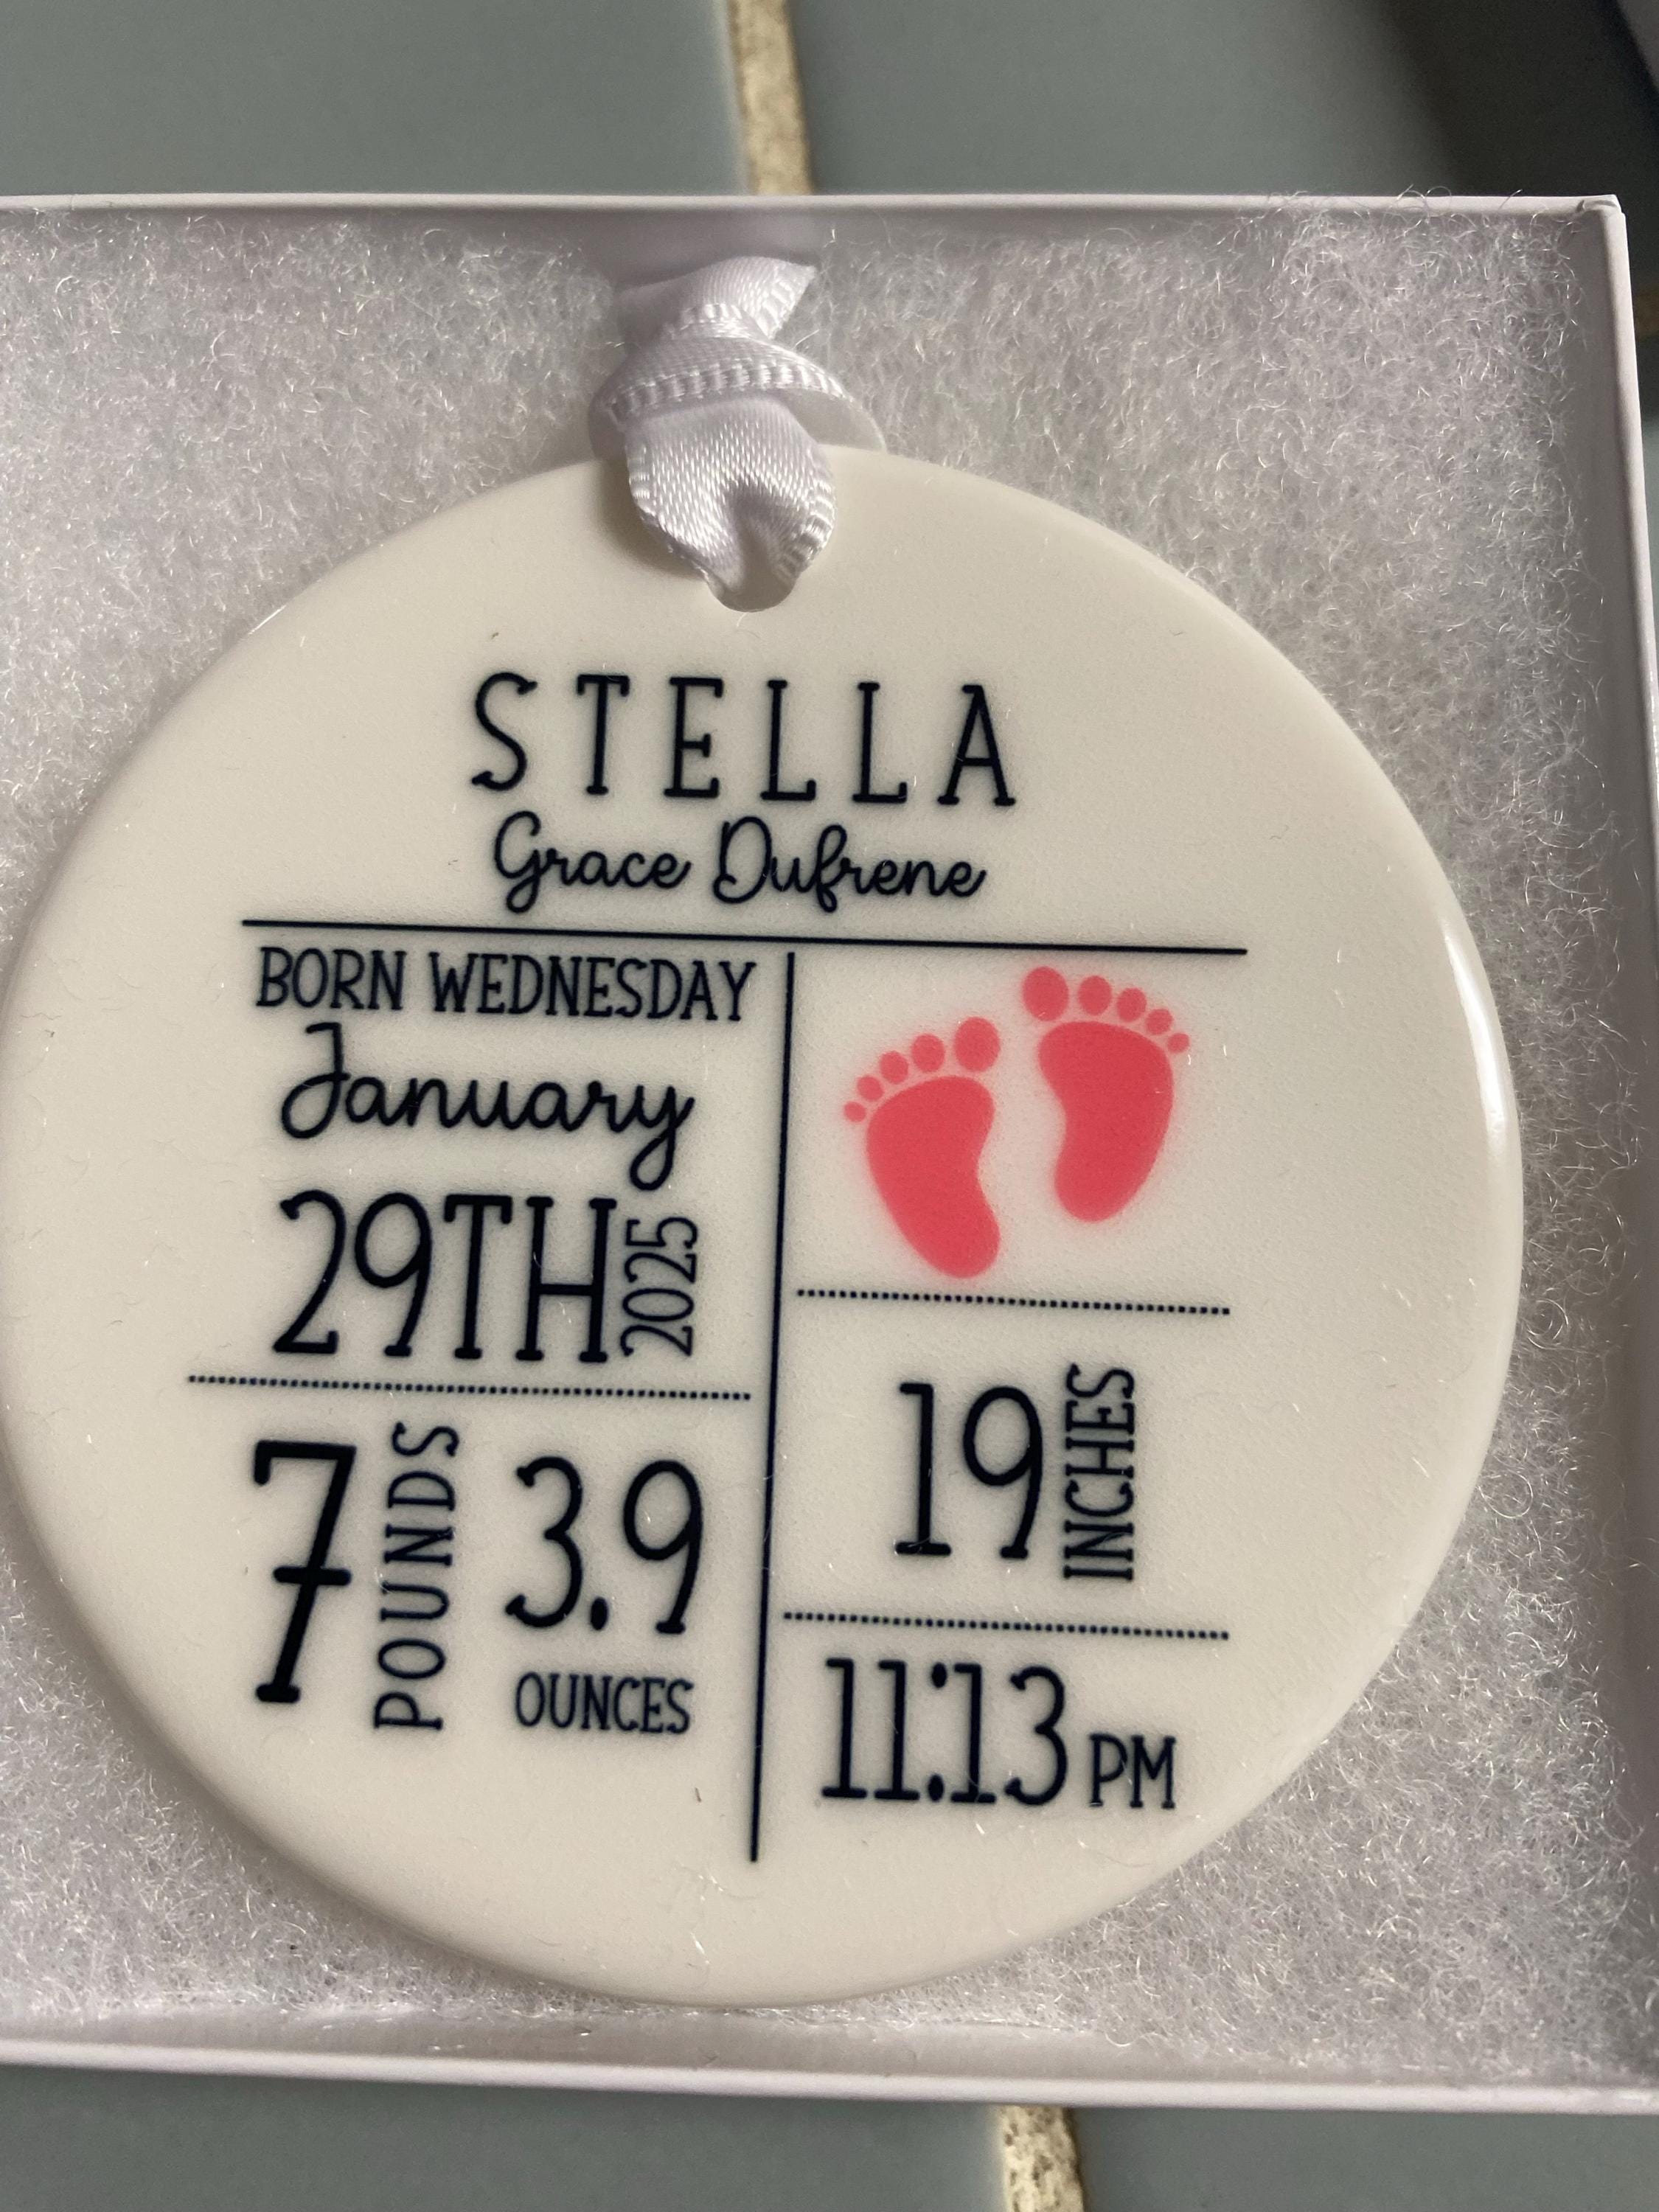 STELLA
Grace Dufrene
BORN WEDNESDAY
January
29TH 2025
7 POUNDS 3.9 OUNCES
19 INCHES
11:13 PM